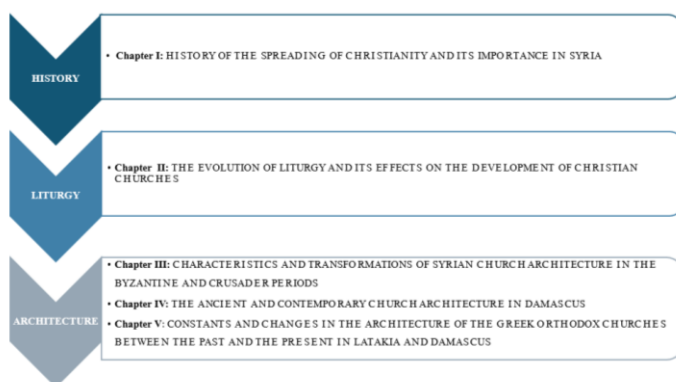 HISTORY
• Chapter I: HISTORY OF THE SPREADING OF CHRISTIANITY AND ITS IMPORTANCE IN SYRIA
LITURGY
• Chapter II: THE EVOLUTION OF LITURGY AND ITS EFFECTS ON THE DEVELOPMENT OF CHRISTIAN
CHURCHES
ARCHITECTURE
• Chapter III: CHARACTERISTICS AND TRANSFORMATIONS OF SYRIAN CHURCH ARCHITECTURE IN THE
BYZANTINE AND CRUSADER PERIODS
• Chapter IV: THE ANCIENT AND CONTEMPORARY CHURCH ARCHITECTURE IN DAMASCUS
• Chapter V: CONSTANTS AND CHANGES IN THE ARCHITECTURE OF THE GREEK ORTHODOX CHURCHES
BETWEEN THE PAST AND THE PRESENT IN LATAKIA AND DAMASCUS